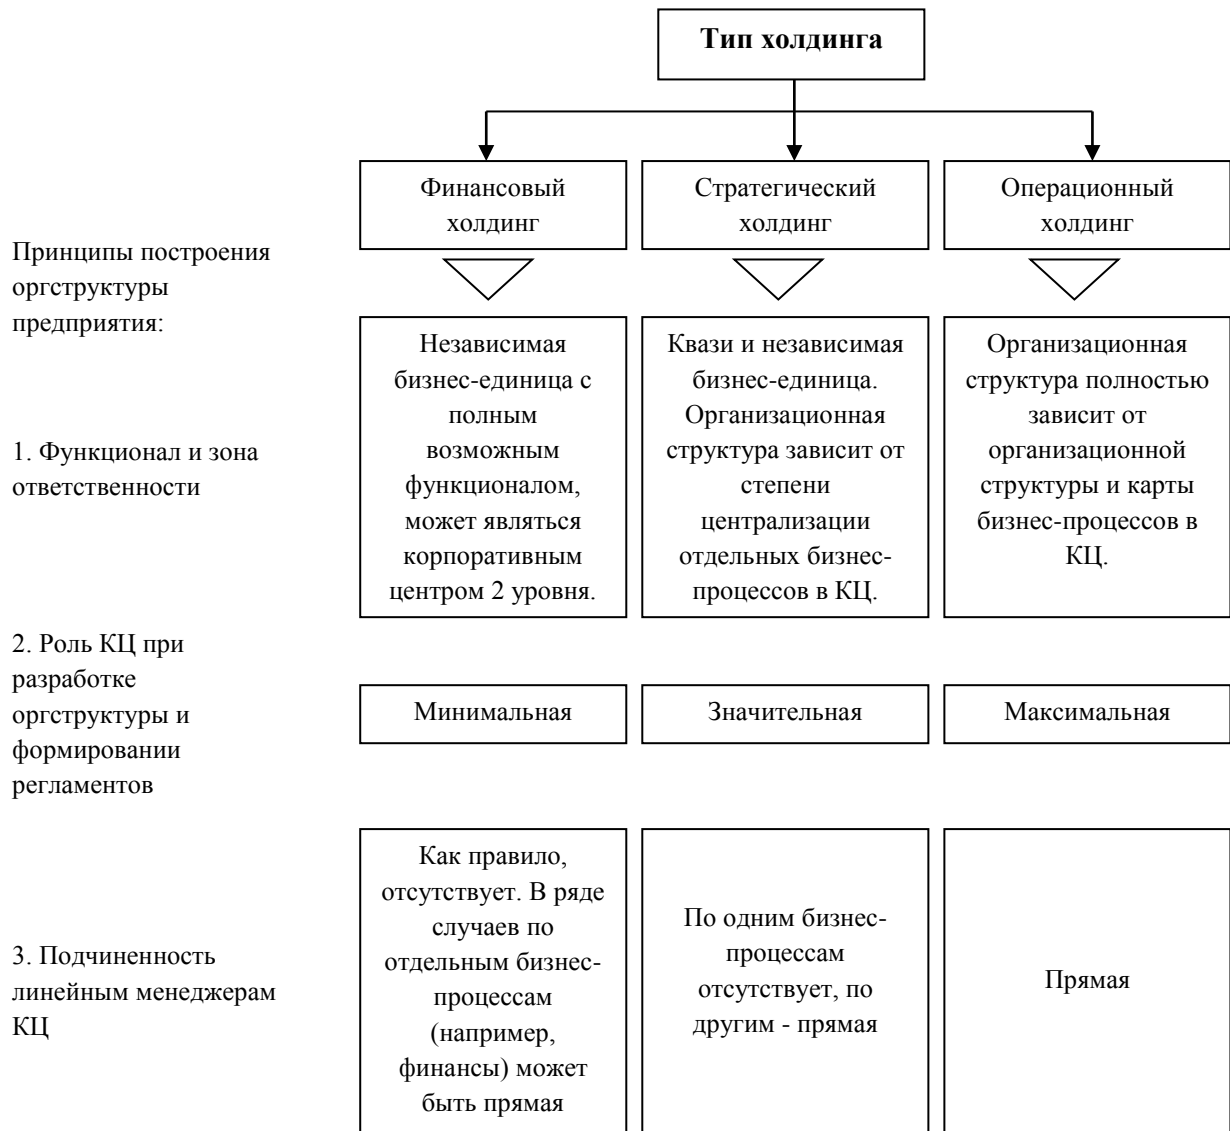 Тип холдинга
Финансовый
холдинг
Стратегический
холдинг
Операционный
холдинг
Принципы построения
оргструктуры
предприятия:
1. Функционал и зона
ответственности
Независимая
бизнес-единица с
полным
возможным
функционалом,
может являться
корпоративным
центром 2 уровня.
Квази и независимая
бизнес-единица.
Организационная
структура зависит от
степени
централизации
отдельных бизнес-
процессов в КЦ.
Организационная
структура полностью
зависит от
организационной
структуры и карты
бизнес-процессов в
КЦ.
2. Роль КЦ при
разработке
оргструктуры и
формировании
регламентов
Минимальная
Значительная
Максимальная
3. Подчиненность
линейным менеджерам
КЦ
Как правило,
отсутствует. В ряде
случаев по
отдельным бизнес-
процессам
(например,
финансы) может
быть прямая
По одним бизнес-
процессам
отсутствует, по
другим - прямая
Прямая